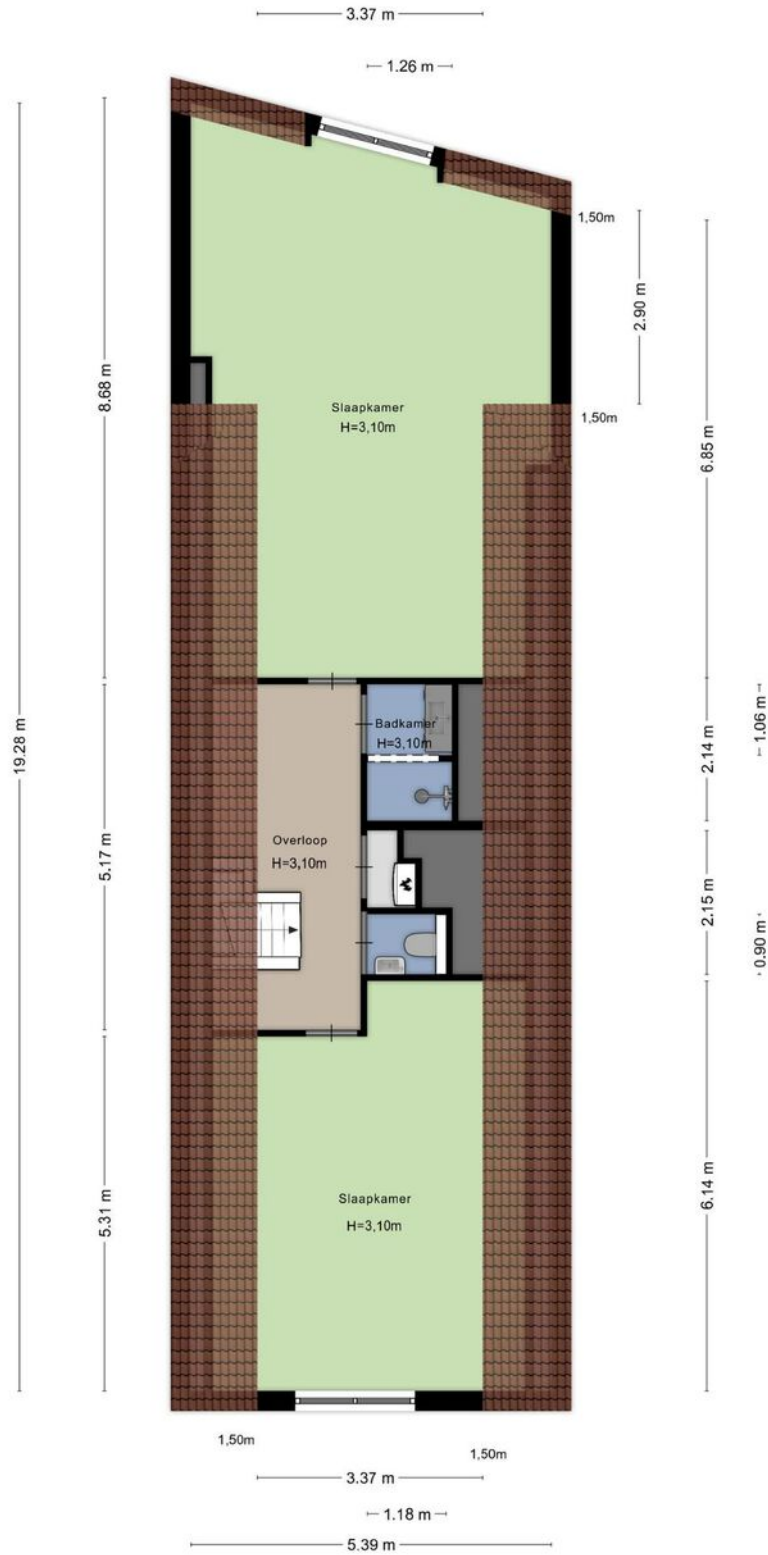 3.37 m
1.26 m
1,50m
2.90 m
8.68 m
Slaapkamer
H=3,10m
1,50m
6.85 m
19.28 m
Badkamer
H=3,10m
2.14 m
1.06 m
5.17 m
Overloop
H=3,10m
2.15 m
0.90 m
5.31 m
Slaapkamer
H=3,10m
6.14 m
1,50m
1,50m
3.37 m
1.18 m
5.39 m